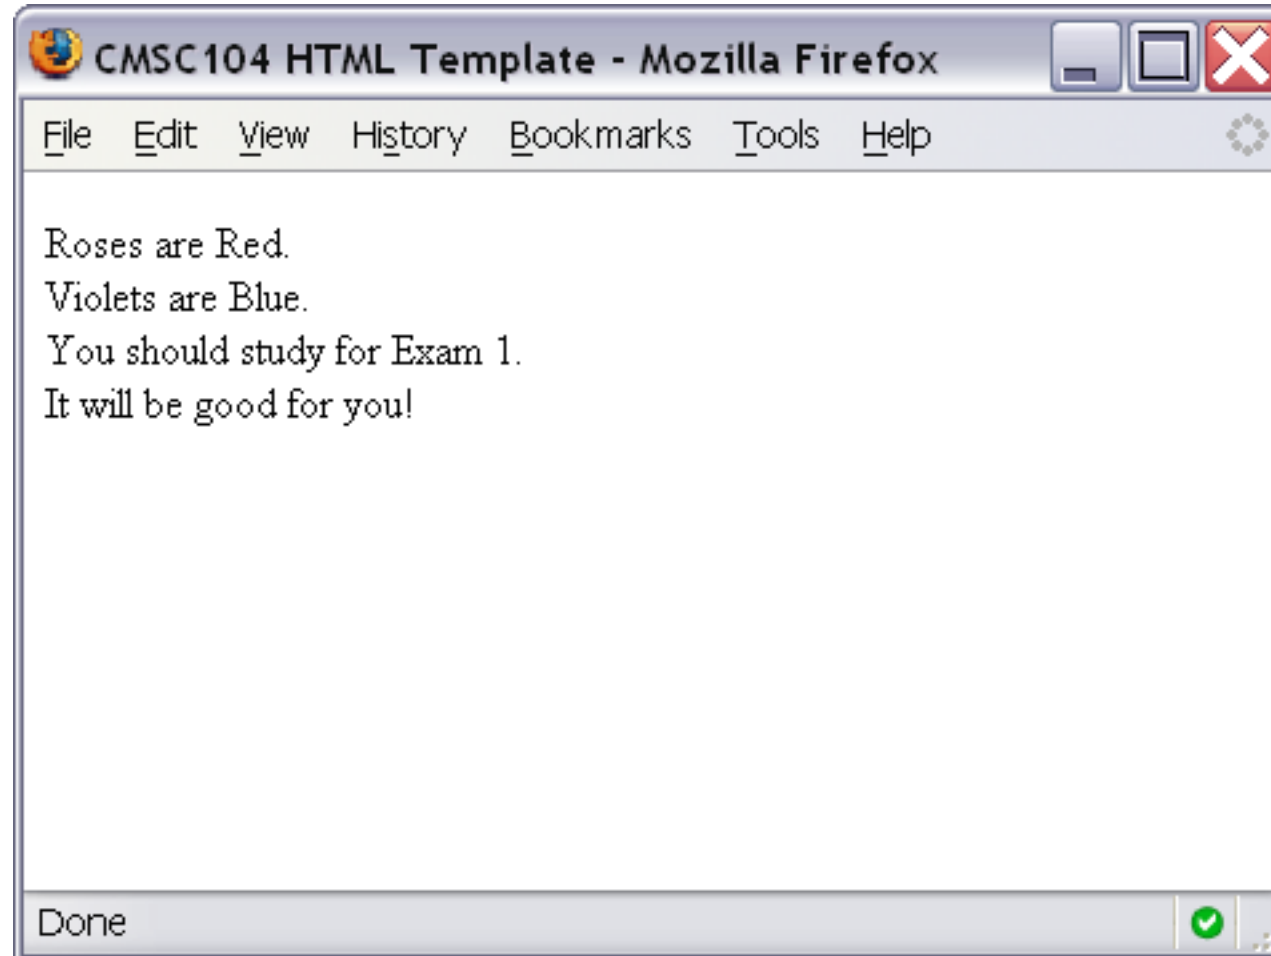 CMSC104 HTML Template - Mozilla Firefox
File Edit View History Bookmarks Tools Help
Roses are Red.
Violets are Blue.
You should study for Exam 1.
It will be good for you!
Done